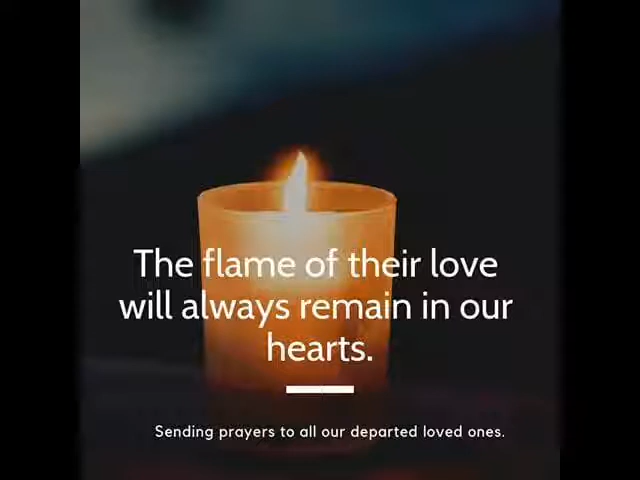 The flame of their love
will always remain in our
hearts.
Sending prayers to all our departed loved ones.